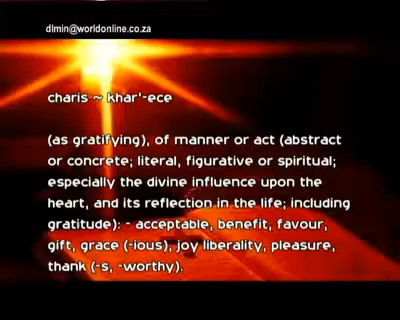 dlmin@worldonline.co.za
charis ~ khar'-ece
(as gratifying), of manner or act (abstract
or concrete; literal, figurative or spiritual;
especially the divine influence upon the
heart, and its reflection in the life; including
gratitude): - acceptable, benefit, favour,
gift, grace (-ious), joy liberality, pleasure,
thank (-s, -worthy).